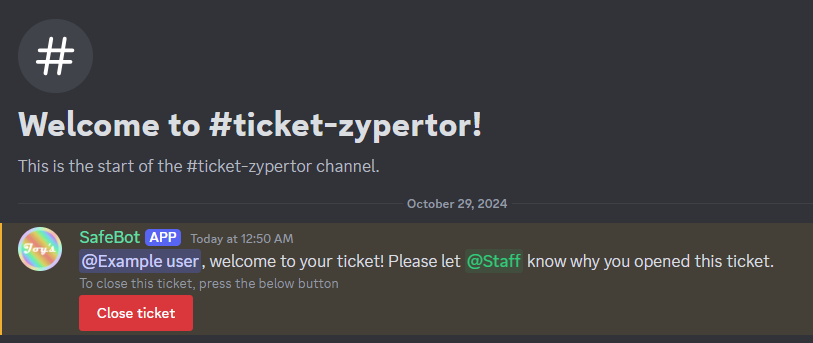 #
Welcome to #ticket-zypertor!
This is the start of the #ticket-zypertor channel.
October 29, 2024
SafeBot APP Today at 12:50 AM
Joy's
@Example user, welcome to your ticket! Please let @Staff know why you opened this ticket.
To close this ticket, press the below button
Close ticket